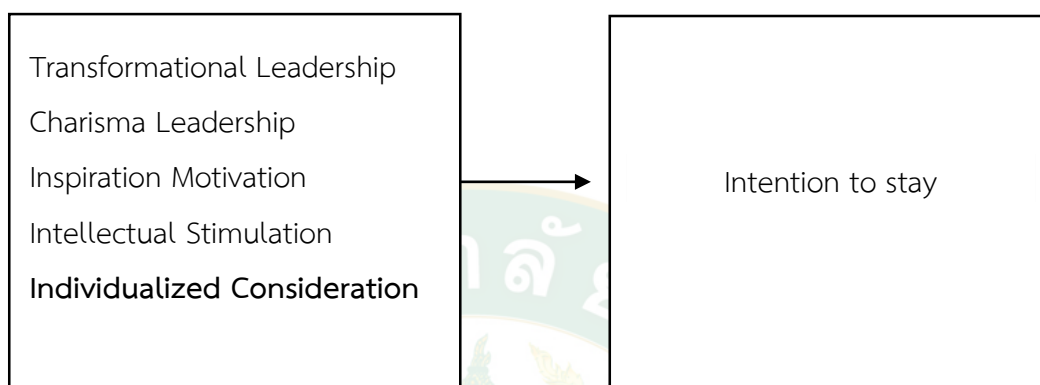 Transformational Leadership
Charisma Leadership
Inspiration Motivation
Intellectual Stimulation
Individualized Consideration
Intention to stay